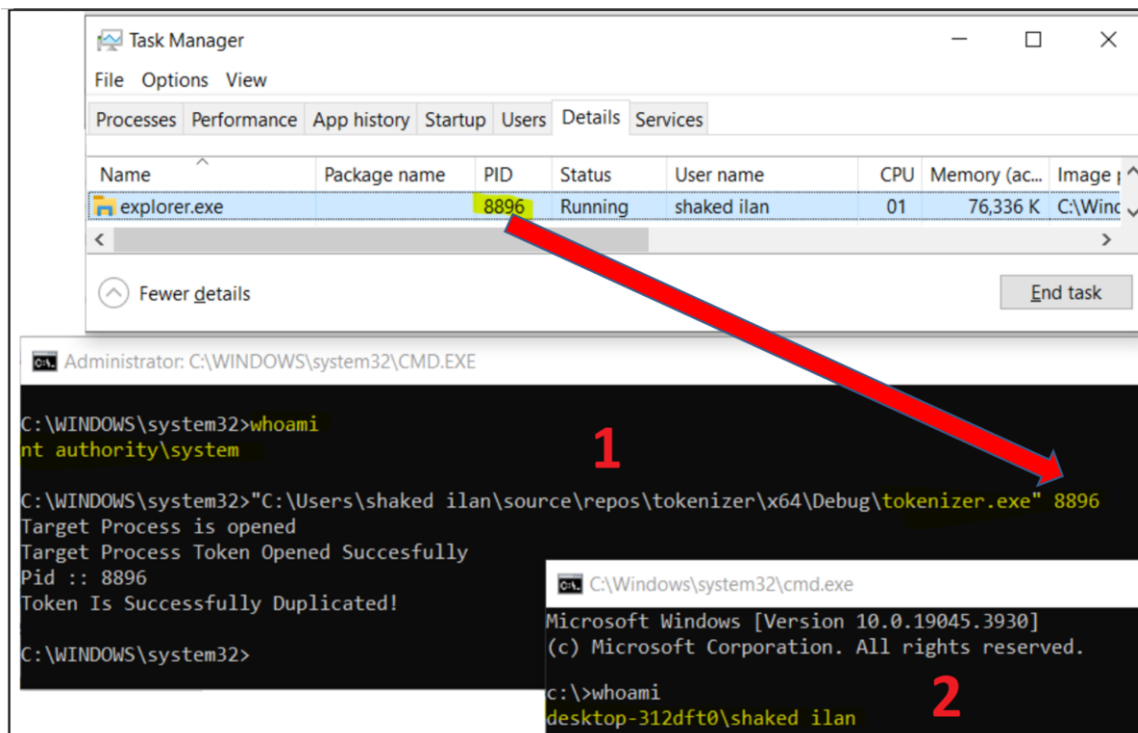 Task Manager
File Options View
Processes Performance App history Startup Users Details Services
Name Package name PID Status User name CPU Memory (ac... Image
explorer.exe 8896 Running shaked ilan 01 76,336 K C:\Winc
Fewer details End task
Administrator: C:\WINDOWS\system32\CMD.EXE
C:\WINDOWS\system32>whoami
nt authority\system
1
C:\WINDOWS\system32>"C:\Users\shaked ilan\source\repos\tokenizer\x64\Debug\tokenizer.exe" 8896
Target Process is opened
Target Process Token Opened Succesfully
Pid :: 8896
Token Is Successfully Duplicated!
C:\WINDOWS\system32>
C:\Windows\system32\cmd.exe
Microsoft Windows [Version 10.0.19045.3930]
(c) Microsoft Corporation. All rights reserved.
c:\>whoami
desktop-312dft0\shaked ilan
2